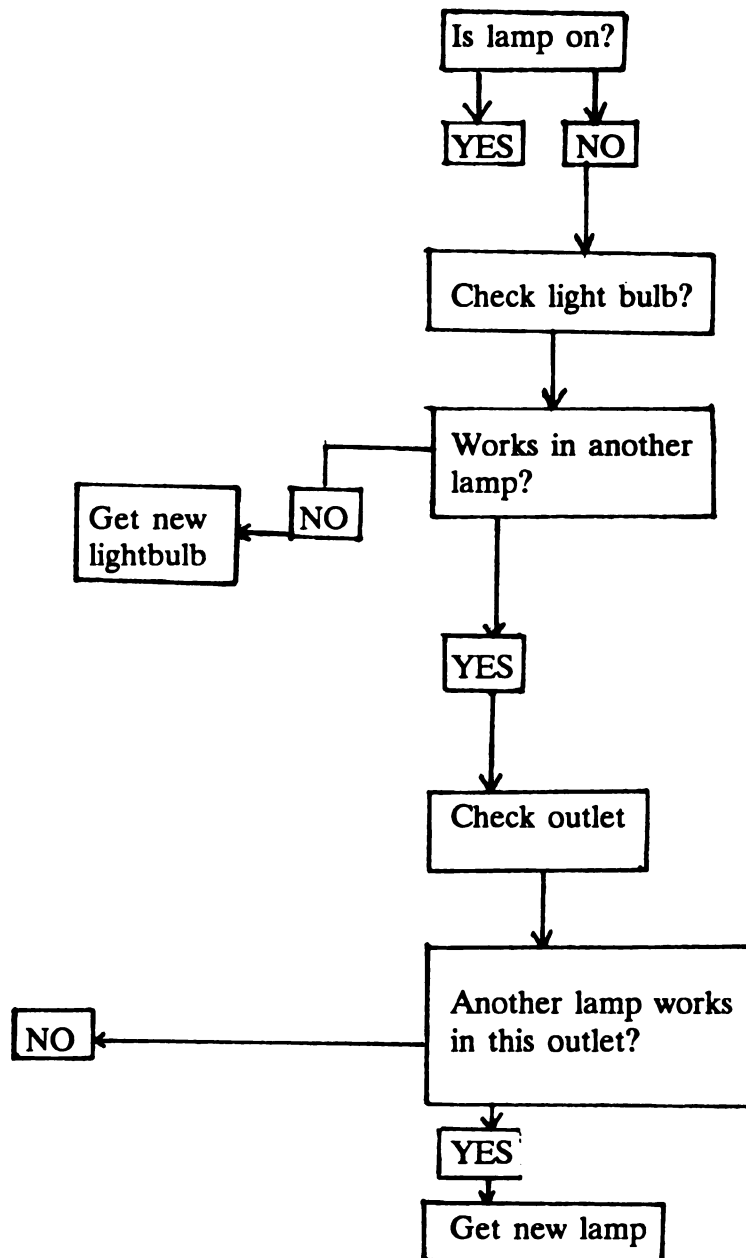 Is lamp on?
YES
NO
Check light bulb?
Works in another
lamp?
NO
Get new
lightbulb
YES
Check outlet
Another lamp works
in this outlet?
NO
YES
Get new lamp